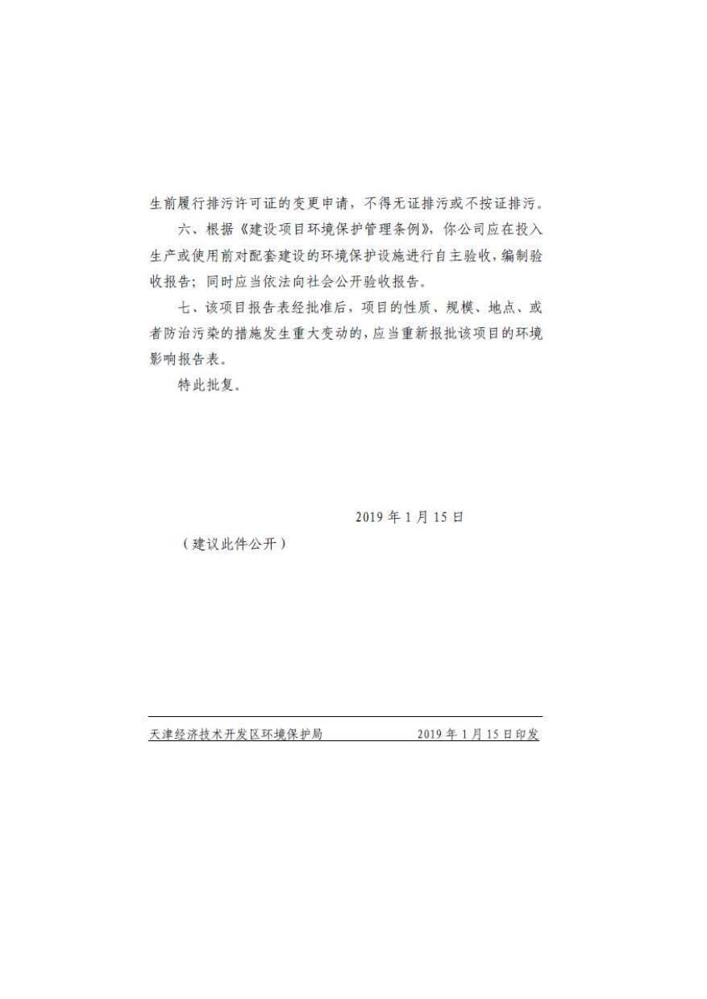 生前履行排污许可证的变更申请，不得无证排污或不按证排污。
六、根据《建设项目环境保护管理条例》，你公司应在投入
生产或使用前对配套建设的环境保护设施进行自主验收，编制验
收报告；同时应当依法向社会公开验收报告。
七、该项目报告表经批准后，项目的性质、规模、地点、或
者防治污染的措施发生重大变动的，应当重新报批该项目的环境
影响报告表。
特此批复。
2019 年 1 月 15 日
（建议此件公开）
天津经济技术开发区环境保护局 2019 年 1 月 15 日印发